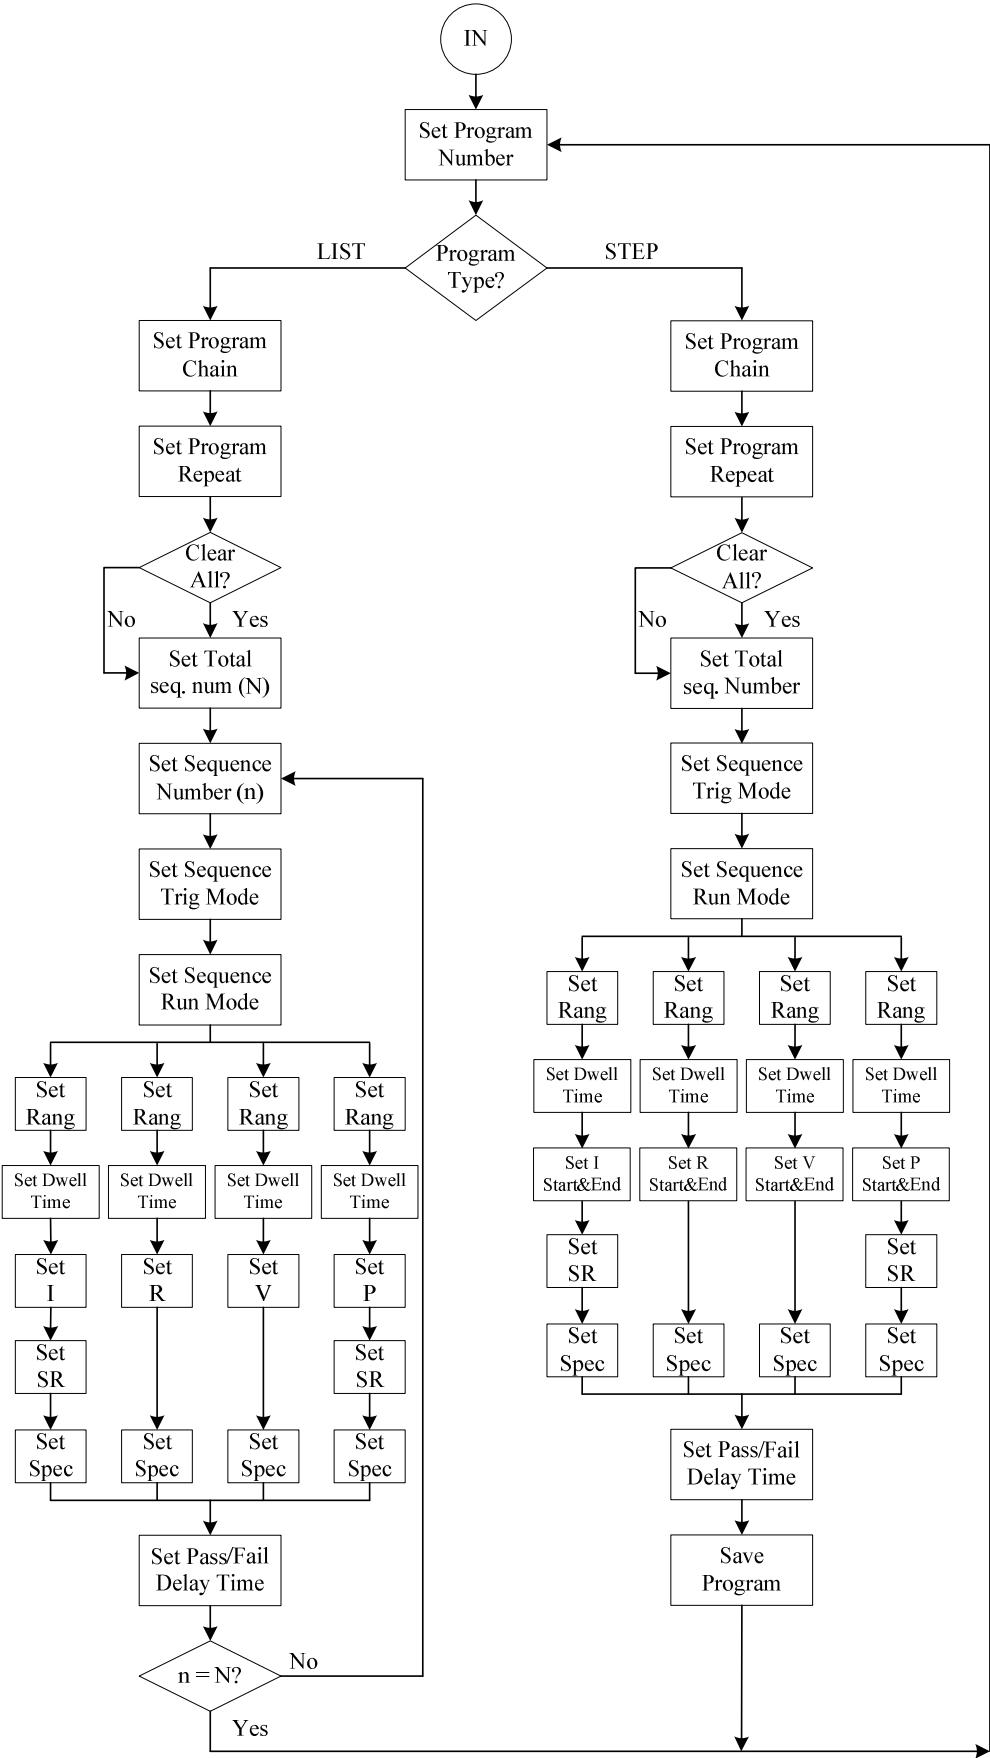 IN
Set Program
Number
Program
Type?
LIST
STEP
Set Program
Chain
Set Program
Repeat
Clear
All?
No
Yes
Set Total
seq. num (N)
Set Sequence
Number (n)
Set Sequence
Trig Mode
Set Sequence
Run Mode
Set
Rang
Set
Rang
Set
Rang
Set
Rang
Set Dwell
Time
Set Dwell
Time
Set Dwell
Time
Set Dwell
Time
Set
I
Set
R
Set
V
Set
P
Set
SR
Set
SR
Set
Spec
Set
Spec
Set
Spec
Set
Spec
Set Pass/Fail
Delay Time
n = N?
No
Yes
Set Program
Chain
Set Program
Repeat
Clear
All?
No
Yes
Set Total
seq. Number
Set Sequence
Trig Mode
Set Sequence
Run Mode
Set
Rang
Set
Rang
Set
Rang
Set
Rang
Set Dwell
Time
Set Dwell
Time
Set Dwell
Time
Set Dwell
Time
Set I
Start&End
Set R
Start&End
Set V
Start&End
Set P
Start&End
Set
SR
Set
SR
Set
Spec
Set
Spec
Set
Spec
Set
Spec
Set Pass/Fail
Delay Time
Save
Program